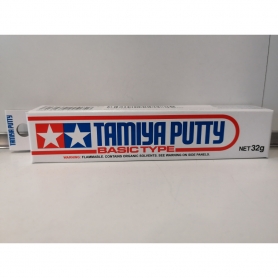 TAMIYA PUTTY
BASIC TYPE
WARNING: FLAMMABLE. CONTAINS ORGANIC SOLVENTS. SEE WARNING ON SIDE PANELS
NET 32g